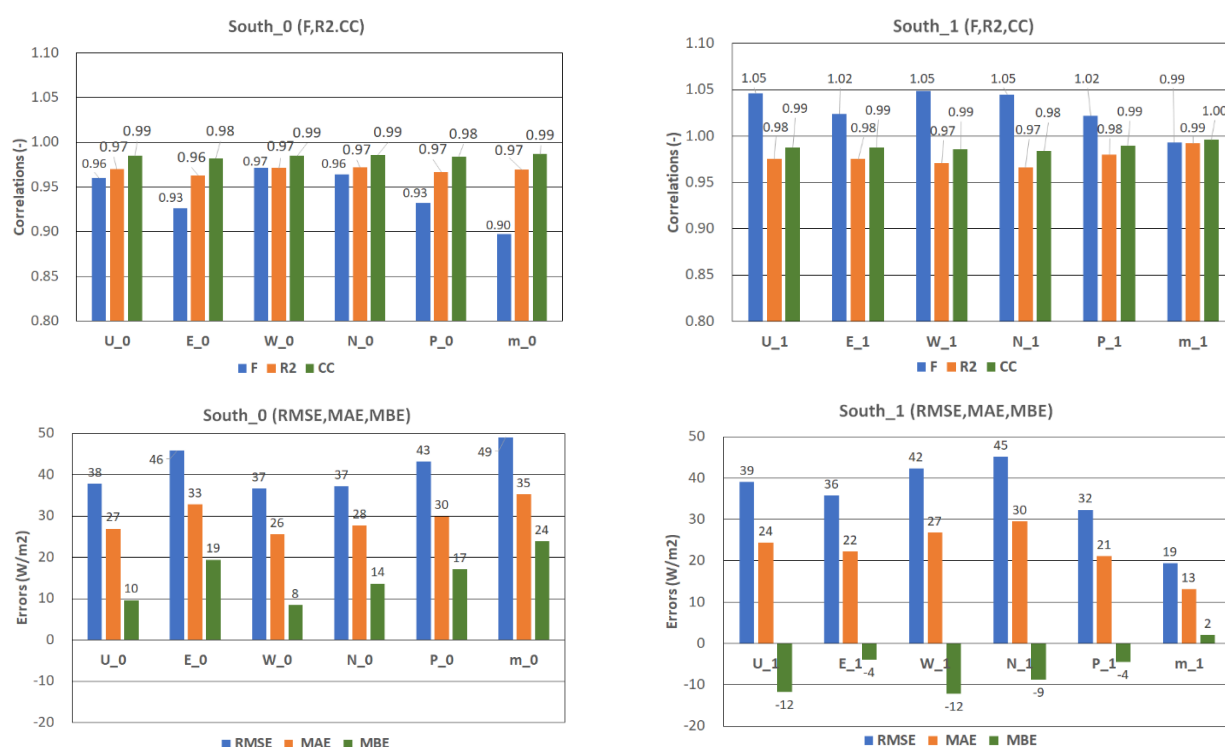 South_0 (F,R2.CC)
1.10
1.05
1.00
0.95
0.90
0.85
0.80
Correlations (-)
0.96 0.97 0.99 0.93 0.96 0.98 0.97 0.97 0.99 0.96 0.97 0.99 0.93 0.97 0.98 0.90 0.97 0.99
U_0 E_0 W_0 N_0 P_0 m_0
F R2 CC
South_1 (F,R2,CC)
1.10
1.05
1.00
0.95
0.90
0.85
0.80
Correlations (-)
1.05 0.98 0.99 1.02 0.98 0.99 1.05 0.97 0.99 1.05 0.97 0.98 1.02 0.98 0.99 0.99 0.99 1.00
U_1 E_1 W_1 N_1 P_1 m_1
F R2 CC
South_0 (RMSE,MAE,MBE)
50
40
30
20
10
0
-10
-20
Errors (W/m2)
38 27 10 46 33 19 37 26 8 37 28 14 43 30 17 49 35 24
U_0 E_0 W_0 N_0 P_0 m_0
RMSE MAE MBE
South_1 (RMSE,MAE,MBE)
50
40
30
20
10
0
-10
-20
Errors (W/m2)
39 24 -12 36 22 -4 42 27 -12 45 30 -9 32 21 -4 19 13 2
U_1 E_1 W_1 N_1 P_1 m_1
RMSE MAE MBE